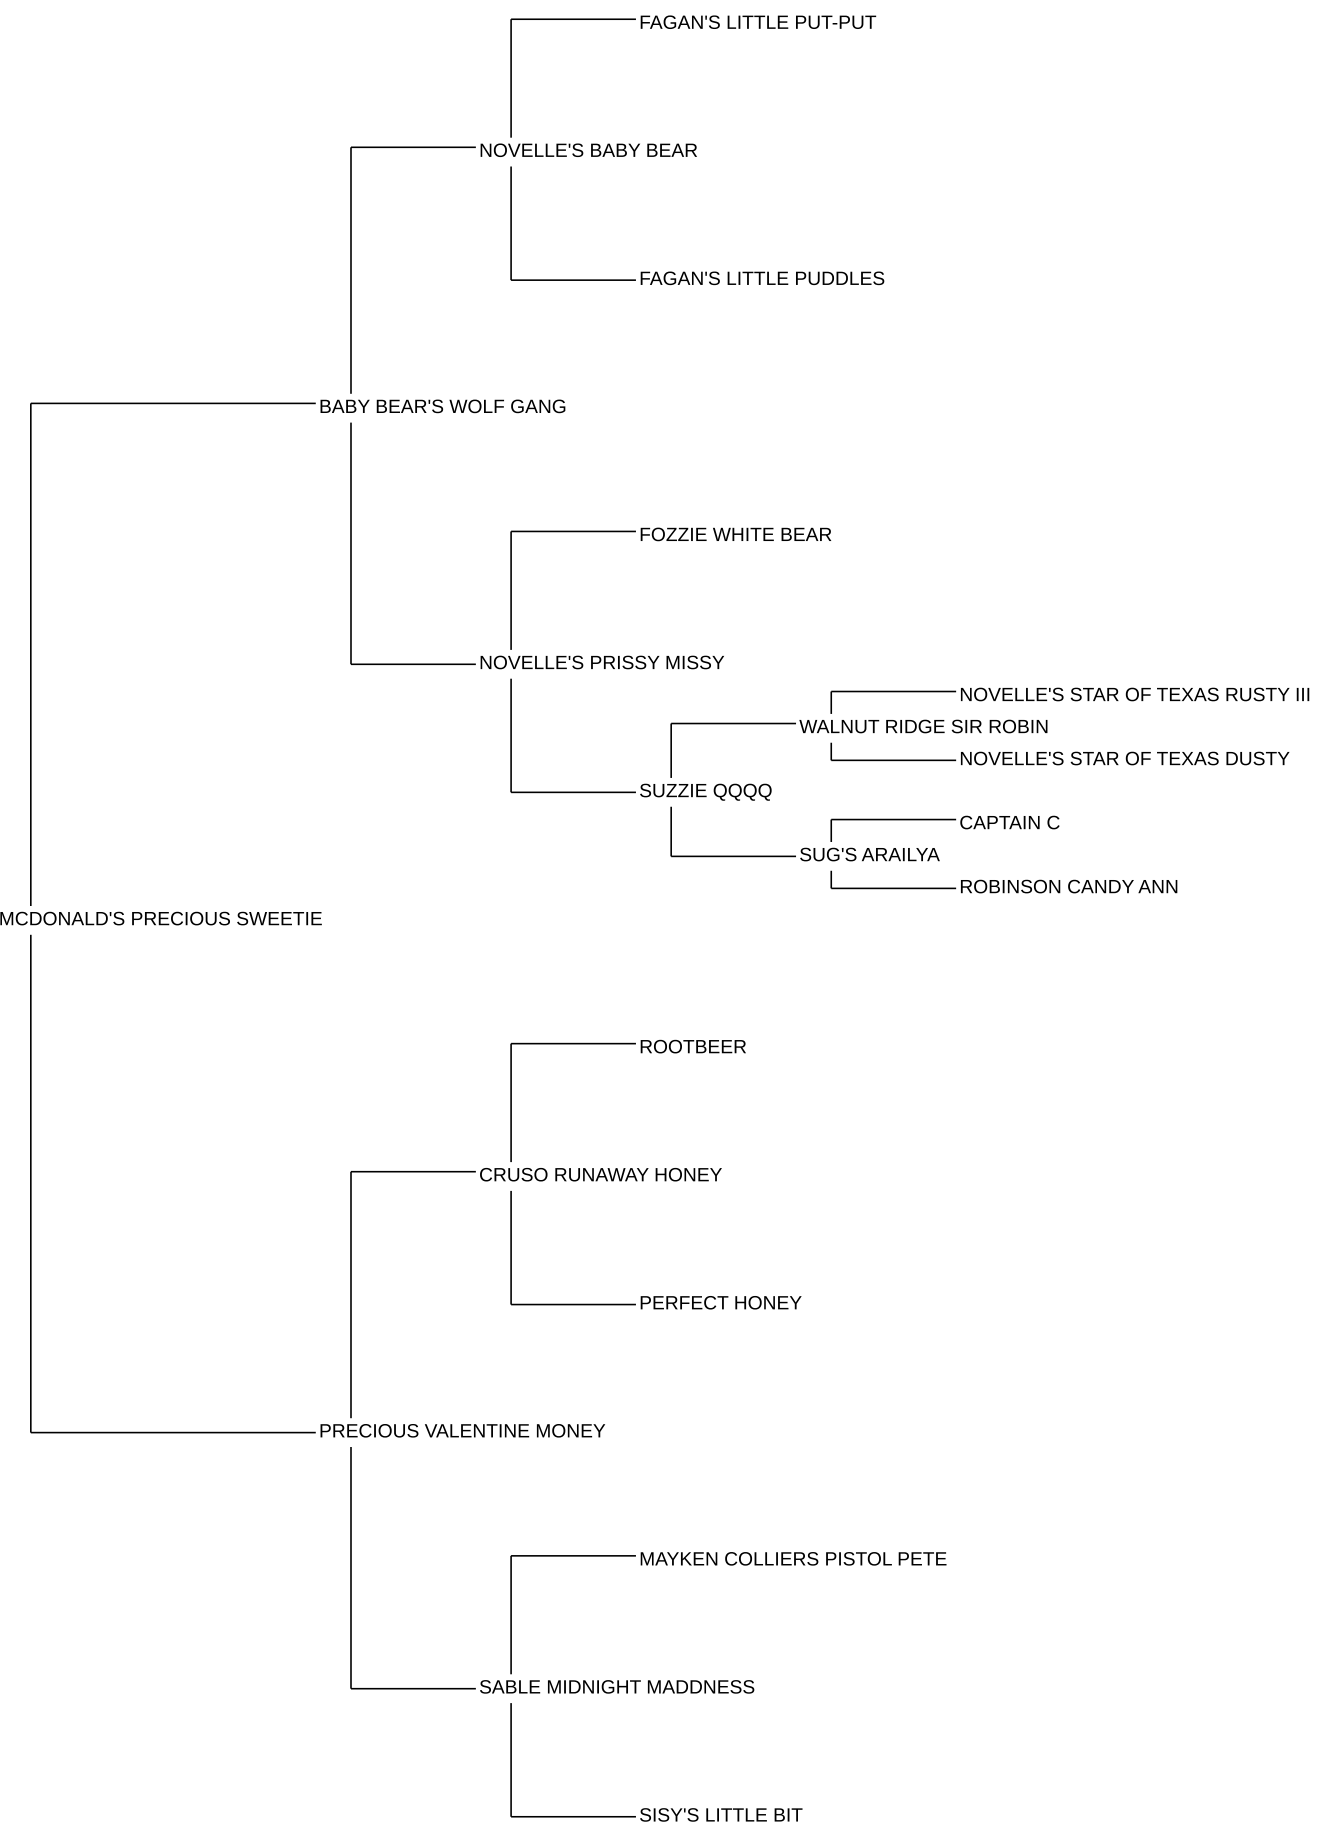 FAGAN'S LITTLE PUT-PUT
NOVELLE'S BABY BEAR
FAGAN'S LITTLE PUDDLES
BABY BEAR'S WOLF GANG
FOZZIE WHITE BEAR
NOVELLE'S PRISSY MISSY
NOVELLE'S STAR OF TEXAS RUSTY III
WALNUT RIDGE SIR ROBIN
NOVELLE'S STAR OF TEXAS DUSTY
SUZZIE QQQQ
CAPTAIN C
SUG'S ARAILYA
ROBINSON CANDY ANN
MCDONALD'S PRECIOUS SWEETIE
ROOTBEER
CRUSO RUNAWAY HONEY
PERFECT HONEY
PRECIOUS VALENTINE MONEY
MAYKEN COLLIERS PISTOL PETE
SABLE MIDNIGHT MADDNESS
SISY'S LITTLE BIT